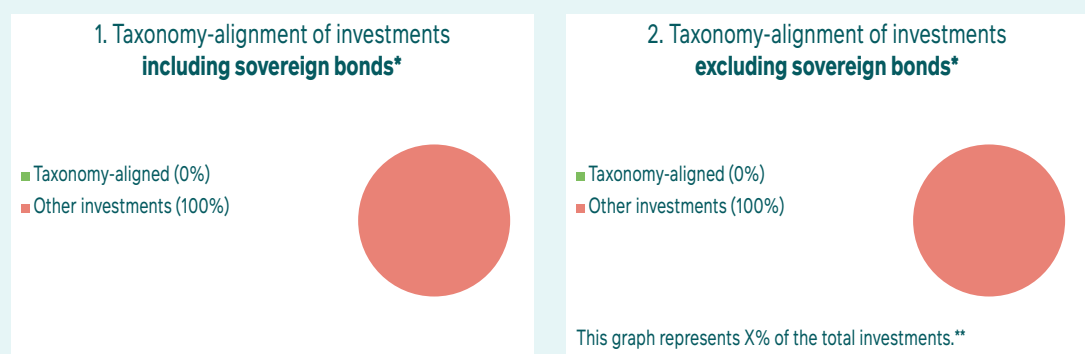 1. Taxonomy-alignment of investments
including sovereign bonds*
Taxonomy-aligned (0%)
Other investments (100%)
2. Taxonomy-alignment of investments
excluding sovereign bonds*
Taxonomy-aligned (0%)
Other investments (100%)
This graph represents X% of the total investments.**